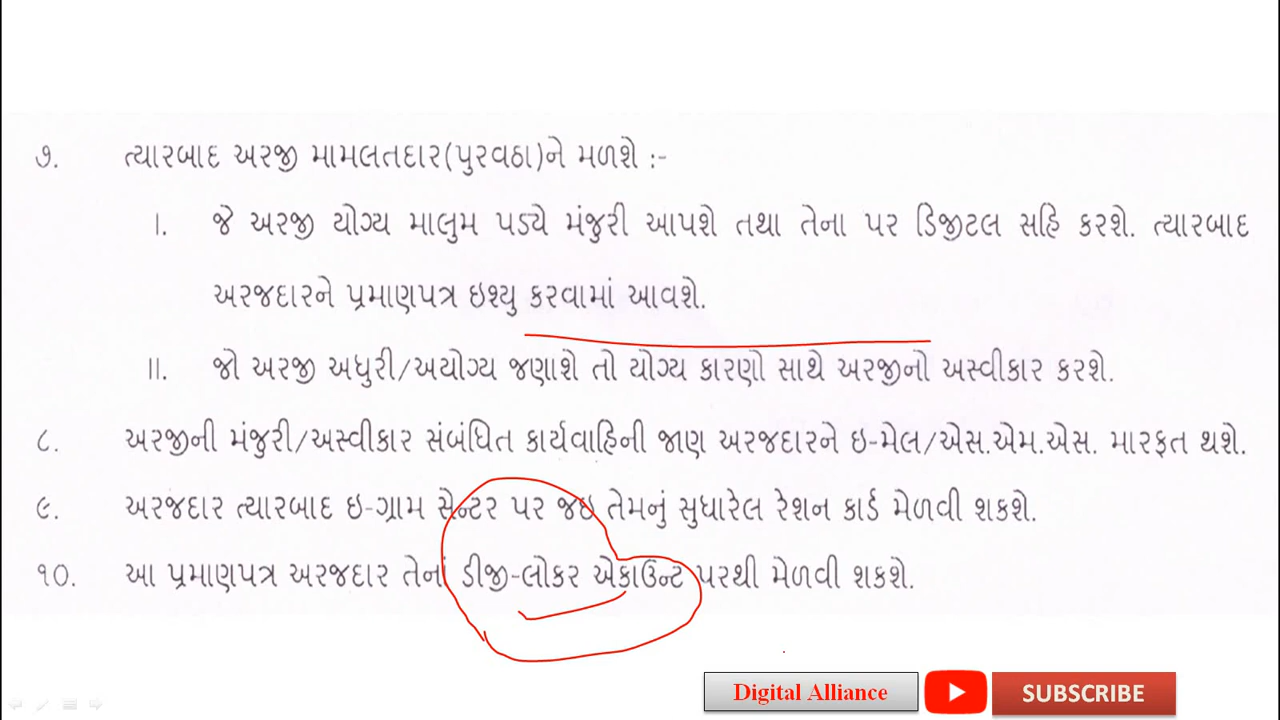 ૭. ત્યારબાદ અરજી મામલતદાર(પુરવઠા)ને મળશે :-
I. જે અરજી યોગ્ય માલુમ પડ્યે મંજુરી આપશે તથા તેના પર ડિજીટલ સહિ કરશે. ત્યારબાદ
અરજદારને પ્રમાણપત્ર ઇશ્યુ કરવામાં આવશે.
II. જો અરજી અધુરી/અયોગ્ય જણાશે તો યોગ્ય કારણો સાથે અરજીનો અસ્વીકાર કરશે.
૮. અરજીની મંજુરી/અસ્વીકાર સંબંધિત કાર્યવાહિની જાણ અરજદારને ઇ-મેલ/એસ.એમ.એસ. મારફત થશે.
૯. અરજદાર ત્યારબાદ ઇ-ગ્રામ સેન્ટર પર જઇ તેમનું સુધારેલ રેશન કાર્ડ મેળવી શકશે.
૧૦. આ પ્રમાણપત્ર અરજદાર તેનાં ડીજી-લોકર એકાઉન્ટ પરથી મેળવી શકશે.
Digital Alliance
SUBSCRIBE